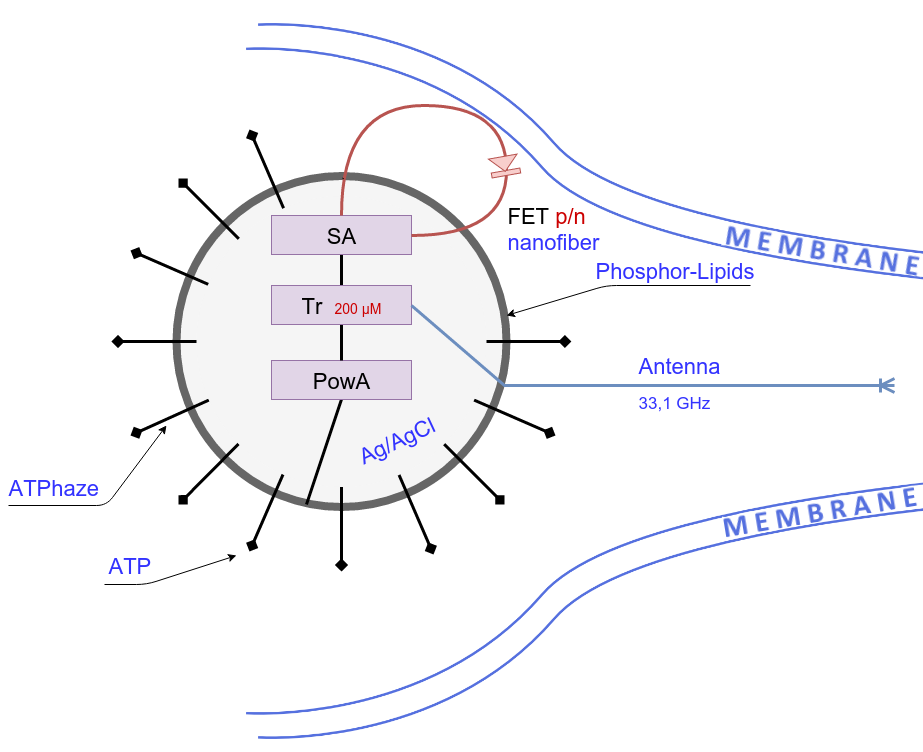 MEMBRANE
SA
FET p/n
nanofiber
Phosphor-Lipids
Tr 200 µM
Antenna
33,1 GHz
PowA
Ag/AgCl
ATPhaze
MEMBRANE
ATP